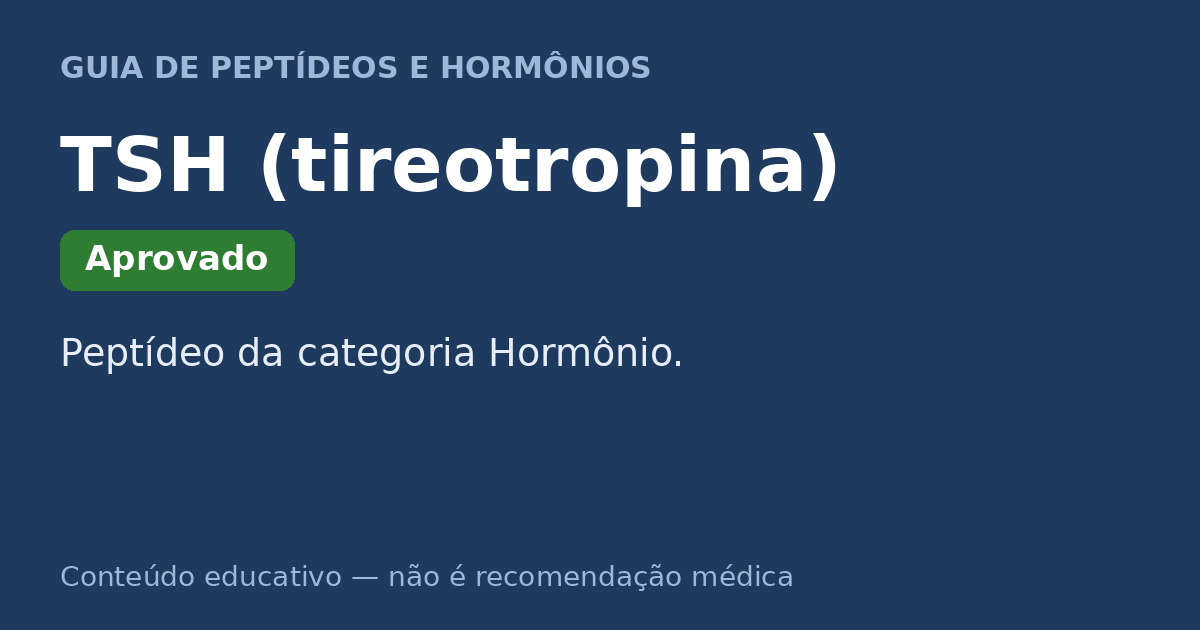 GUIA DE PEPTÍDEOS E HORMÔNIOS
TSH (tireotropina)
Aprovado
Peptídeo da categoria Hormônio.
Conteúdo educativo — não é recomendação médica